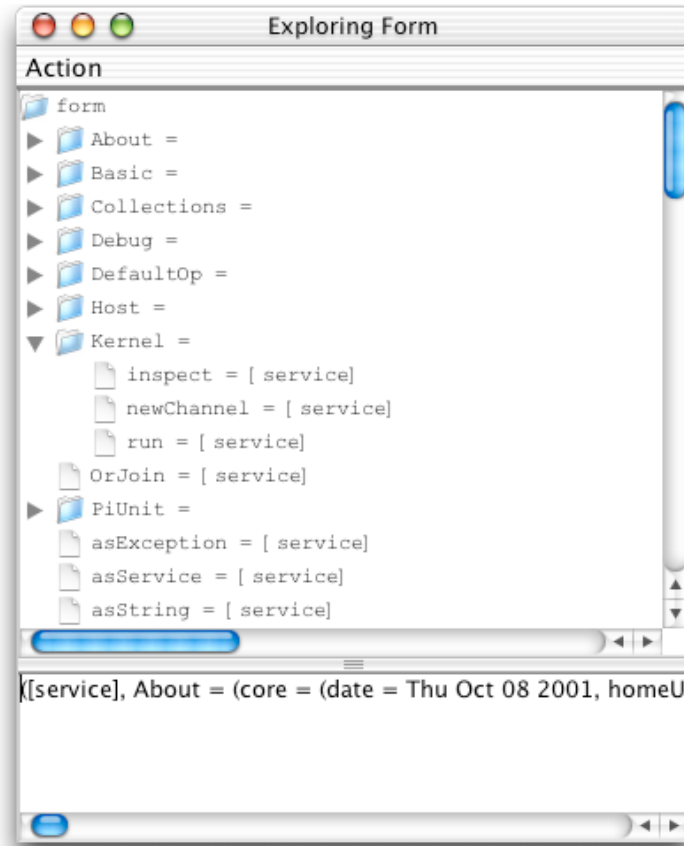 Exploring Form
Action
form
About =
Basic =
Collections =
Debug =
DefaultOp =
Host =
Kernel =
inspect = [ service]
newChannel = [ service]
run = [ service]
OrJoin = [ service]
PiUnit =
asException = [ service]
asService = [ service]
asString = [ service]
([service], About = (core = (date = Thu Oct 08 2001, homeU